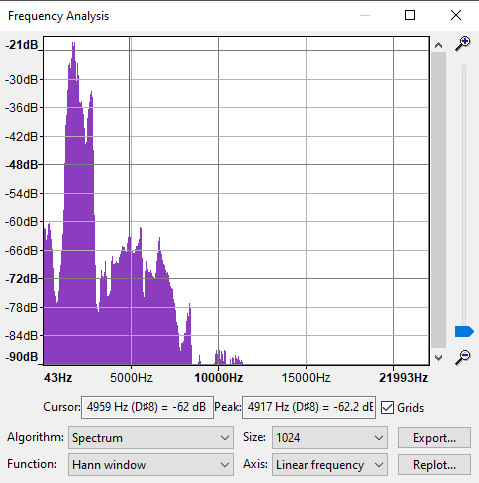 Frequency Analysis
-21dB
-30dB
-36dB
-42dB
-48dB
-54dB
-60dB
-66dB
-72dB
-78dB
-84dB
-90dB
43Hz 5000Hz 10000Hz 15000Hz 21993Hz
Cursor: 4959 Hz (D♯8) = -62 dB Peak: 4917 Hz (D♯8) = -62.2 dB Grids
Algorithm: Spectrum Size: 1024 Export...
Function: Hann window Axis: Linear frequency Replot...